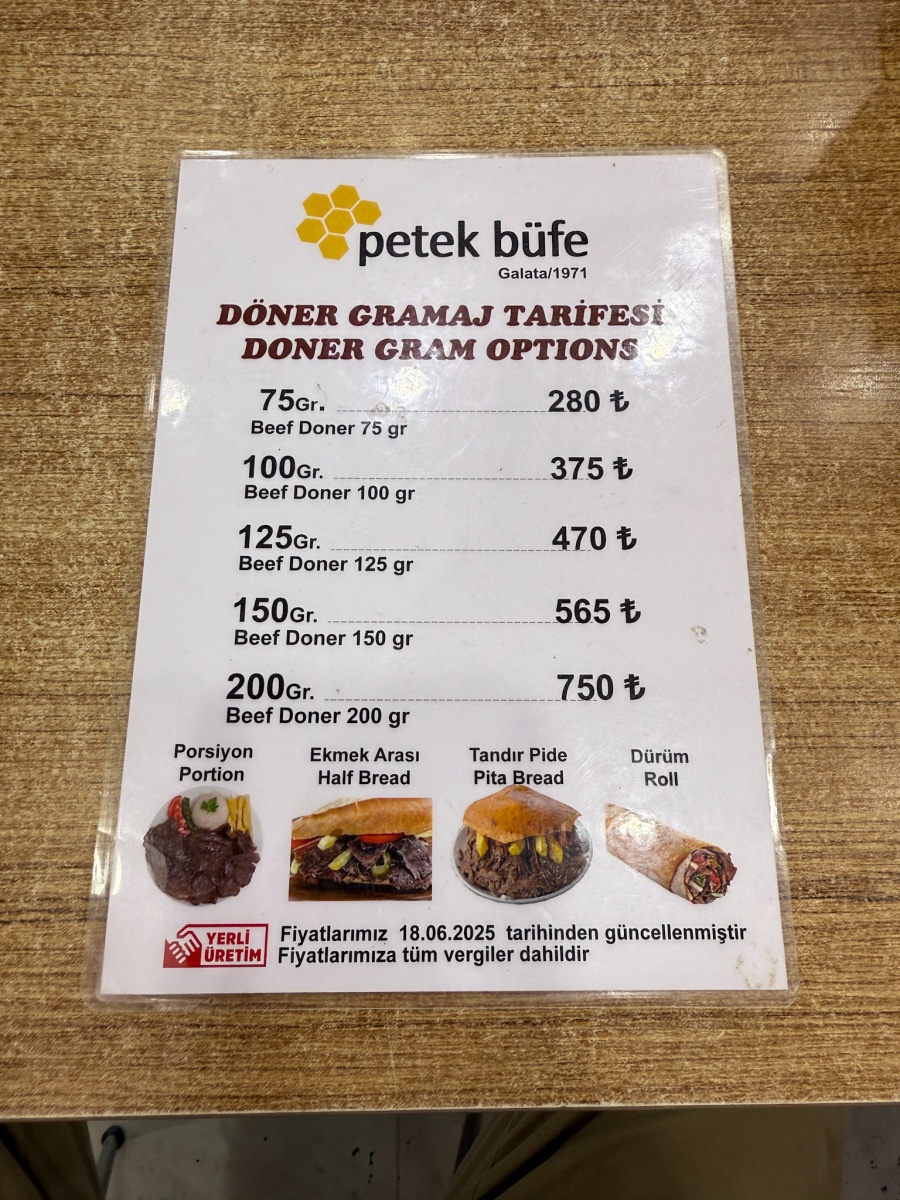 petek büfe
Galata/1971
DÖNER GRAMAJ TARİFESİ
DONER GRAM OPTIONS
75Gr. 280 ₺
Beef Doner 75 gr
100Gr. 375 ₺
Beef Doner 100 gr
125Gr. 470 ₺
Beef Doner 125 gr
150Gr. 565 ₺
Beef Doner 150 gr
200Gr. 750 ₺
Beef Doner 200 gr
Porsiyon
Portion
Ekmek Arası
Half Bread
Tandır Pide
Pita Bread
Dürüm
Roll
YERLİ
ÜRETİM
Fiyatlarımız 18.06.2025 tarihinden güncellenmiştir
Fiyatlarımıza tüm vergiler dahildir